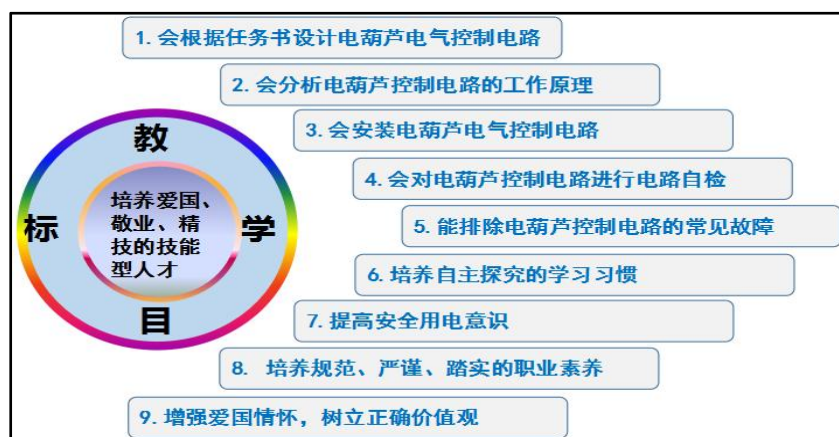 1. 会根据任务书设计电葫芦电气控制电路
2. 会分析电葫芦控制电路的工作原理
3. 会安装电葫芦电气控制电路
4. 会对电葫芦控制电路进行电路自检
5. 能排除电葫芦控制电路的常见故障
6. 培养自主探究的学习习惯
7. 提高安全用电意识
8. 培养规范、严谨、踏实的职业素养
9. 增强爱国情怀，树立正确价值观
教
学
目
标
培养爱国、
敬业、精
技的技能
型人才